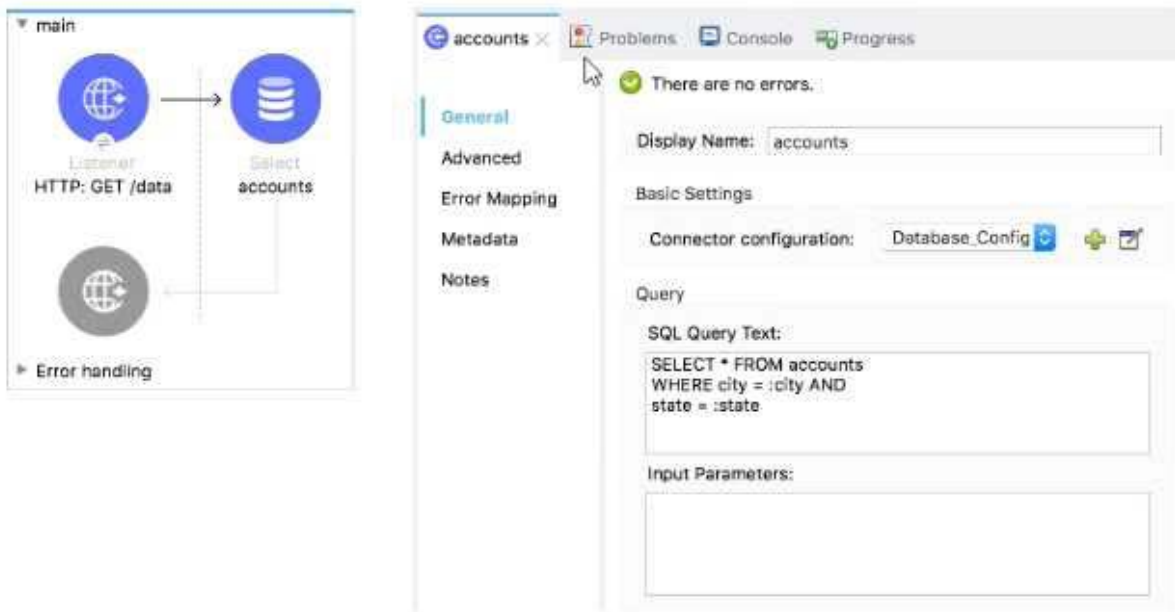 main
Listener
HTTP: GET /data
Select
accounts
Error handling
accounts
Problems
Console
Progress
There are no errors.
General
Advanced
Error Mapping
Metadata
Notes
Display Name: accounts
Basic Settings
Connector configuration: Database_Config
Query
SQL Query Text:
SELECT * FROM accounts
WHERE city = :city AND
state = :state
Input Parameters: